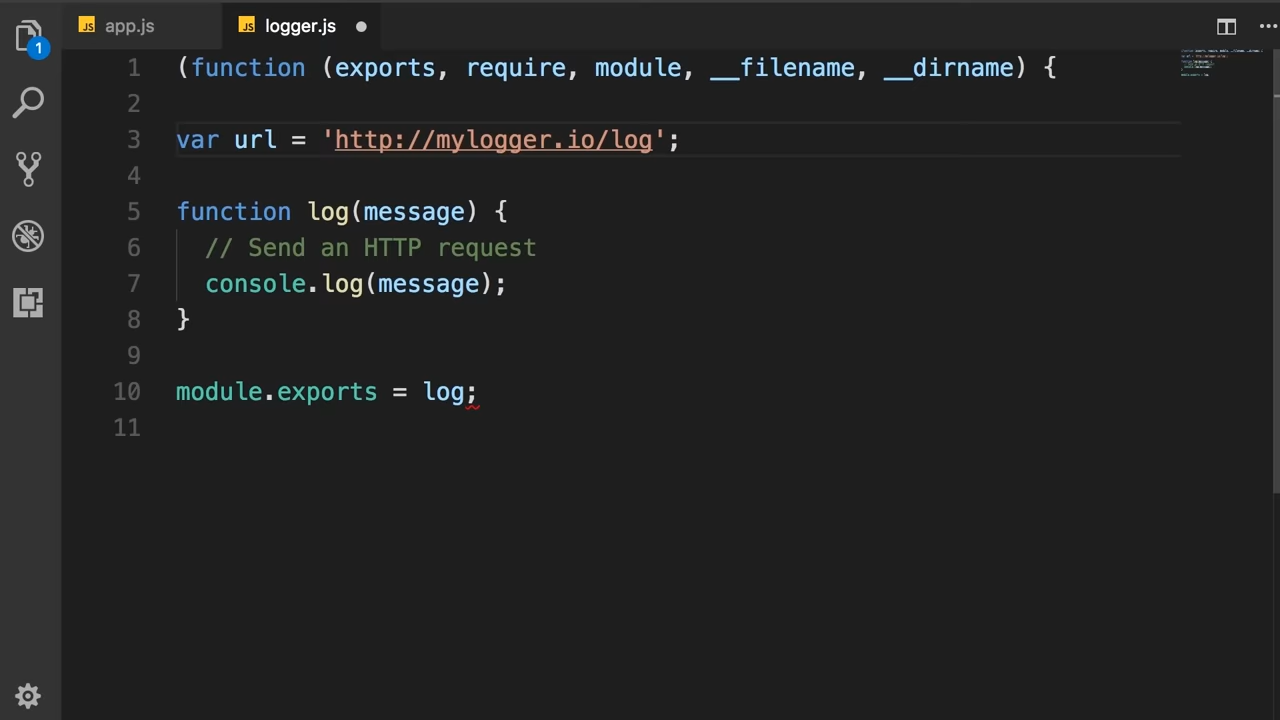 JS app.js JS logger.js
1
1 (function (exports, require, module, __filename, __dirname) {
2
3 var url = 'http://mylogger.io/log';
4
5 function log(message) {
6   // Send an HTTP request
7   console.log(message);
8 }
9
10 module.exports = log;
11